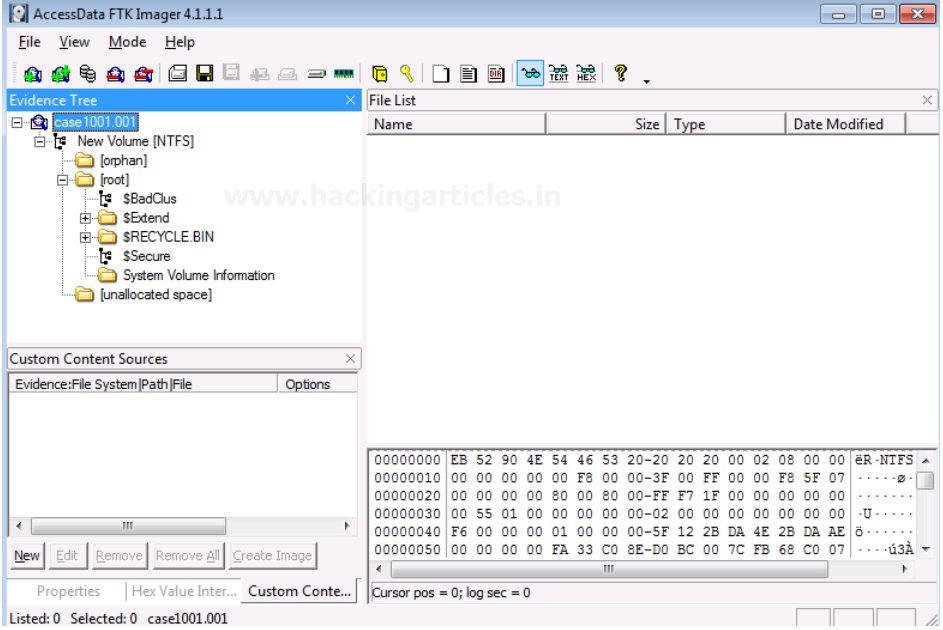 AccessData FTK Imager 4.1.1.1
File View Mode Help
Evidence Tree
case1001.001
New Volume [NTFS]
[orphan]
[root]
$BadClus
$Extend
$RECYCLE.BIN
$Secure
System Volume Information
[unallocated space]
File List
Name Size Type Date Modified
www.hackingarticles.in
Custom Content Sources
Evidence:File System|Path|File Options
New Edit Remove Remove All Create Image
Properties Hex Value Inter... Custom Conte...
00000000 EB 52 90 4E 54 46 53 20-20 20 20 00 02 08 00 00 ëR·NTFS
00000010 00 00 00 00 00 F8 00 00-3F 00 FF 00 00 F8 5F 07 ·····ø·
00000020 00 00 00 00 80 00 80 00-FF F7 1F 00 00 00 00 00 ·······
00000030 00 55 01 00 00 00 00 00-02 00 00 00 00 00 00 00 ·U·····
00000040 F6 00 00 00 01 00 00 00-5F 12 2B DA 4E 2B DA AE ö······
00000050 00 00 00 00 FA 33 C0 8E-D0 BC 00 7C FB 68 C0 07 ····ú3À
Cursor pos = 0; log sec = 0
Listed: 0 Selected: 0 case1001.001
TEXT
HEX
DIR